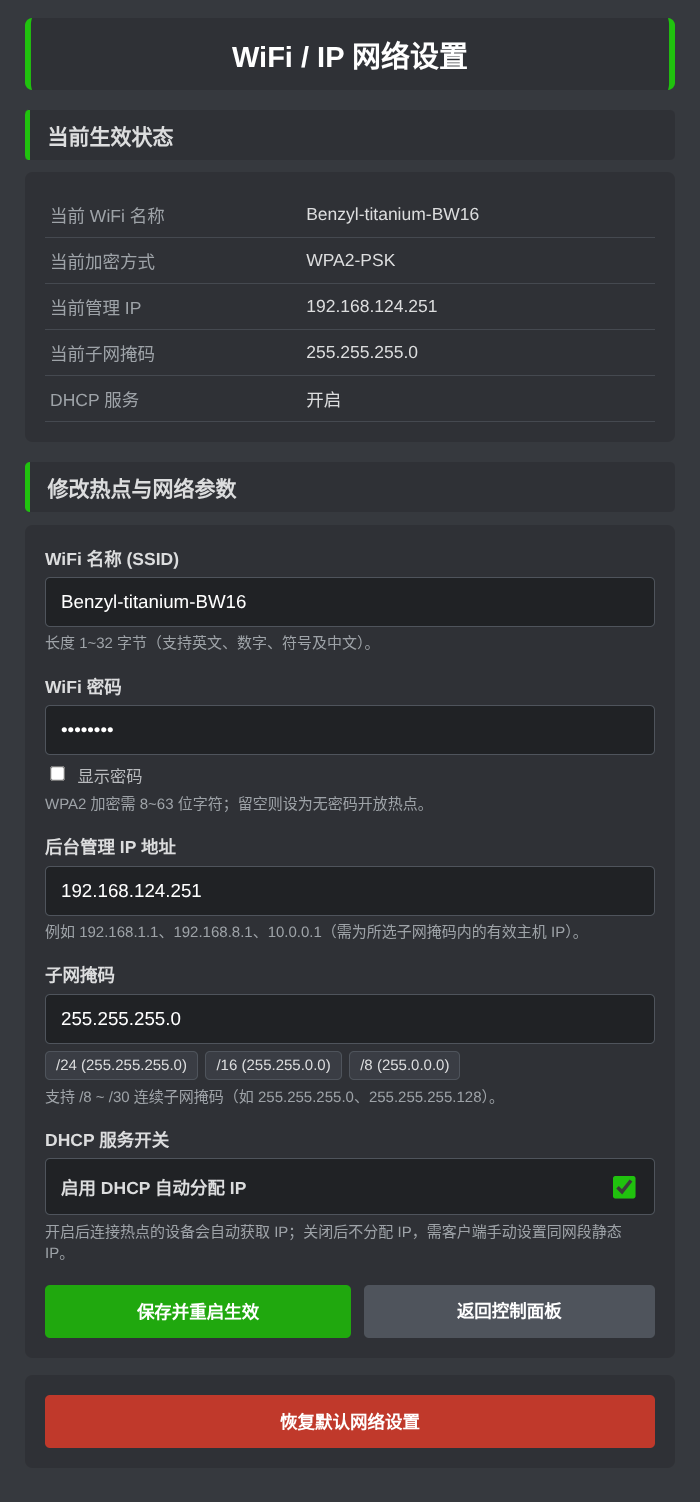 WiFi / IP 网络设置
当前生效状态
当前 WiFi 名称 Benzyl-titanium-BW16
当前加密方式 WPA2-PSK
当前管理 IP 192.168.124.251
当前子网掩码 255.255.255.0
DHCP 服务 开启
修改热点与网络参数
WiFi 名称 (SSID)
Benzyl-titanium-BW16
长度 1~32 字节（支持英文、数字、符号及中文）。
WiFi 密码
••••••••
显示密码
WPA2 加密需 8~63 位字符；留空则设为无密码开放热点。
后台管理 IP 地址
192.168.124.251
例如 192.168.1.1、192.168.8.1、10.0.0.1（需为所选子网掩码内的有效主机 IP）。
子网掩码
255.255.255.0
/24 (255.255.255.0) /16 (255.255.0.0) /8 (255.0.0.0)
支持 /8 ~ /30 连续子网掩码（如 255.255.255.0、255.255.255.128）。
DHCP 服务开关
启用 DHCP 自动分配 IP
开启后连接热点的设备会自动获取 IP；关闭后不分配 IP，需客户端手动设置同网段静态
IP。
保存并重启生效 返回控制面板
恢复默认网络设置